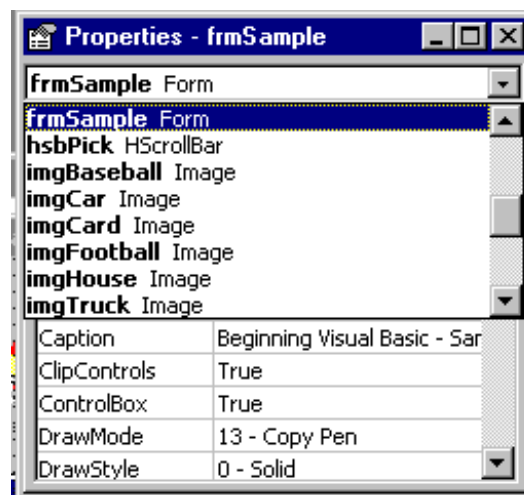 Properties - frmSample
frmSample Form
frmSample Form
hsbPick HScrollBar
imgBaseball Image
imgCar Image
imgCard Image
imgFootball Image
imgHouse Image
imgTruck Image
Caption Beginning Visual Basic - Sar
ClipControls True
ControlBox True
DrawMode 13 - Copy Pen
DrawStyle 0 - Solid